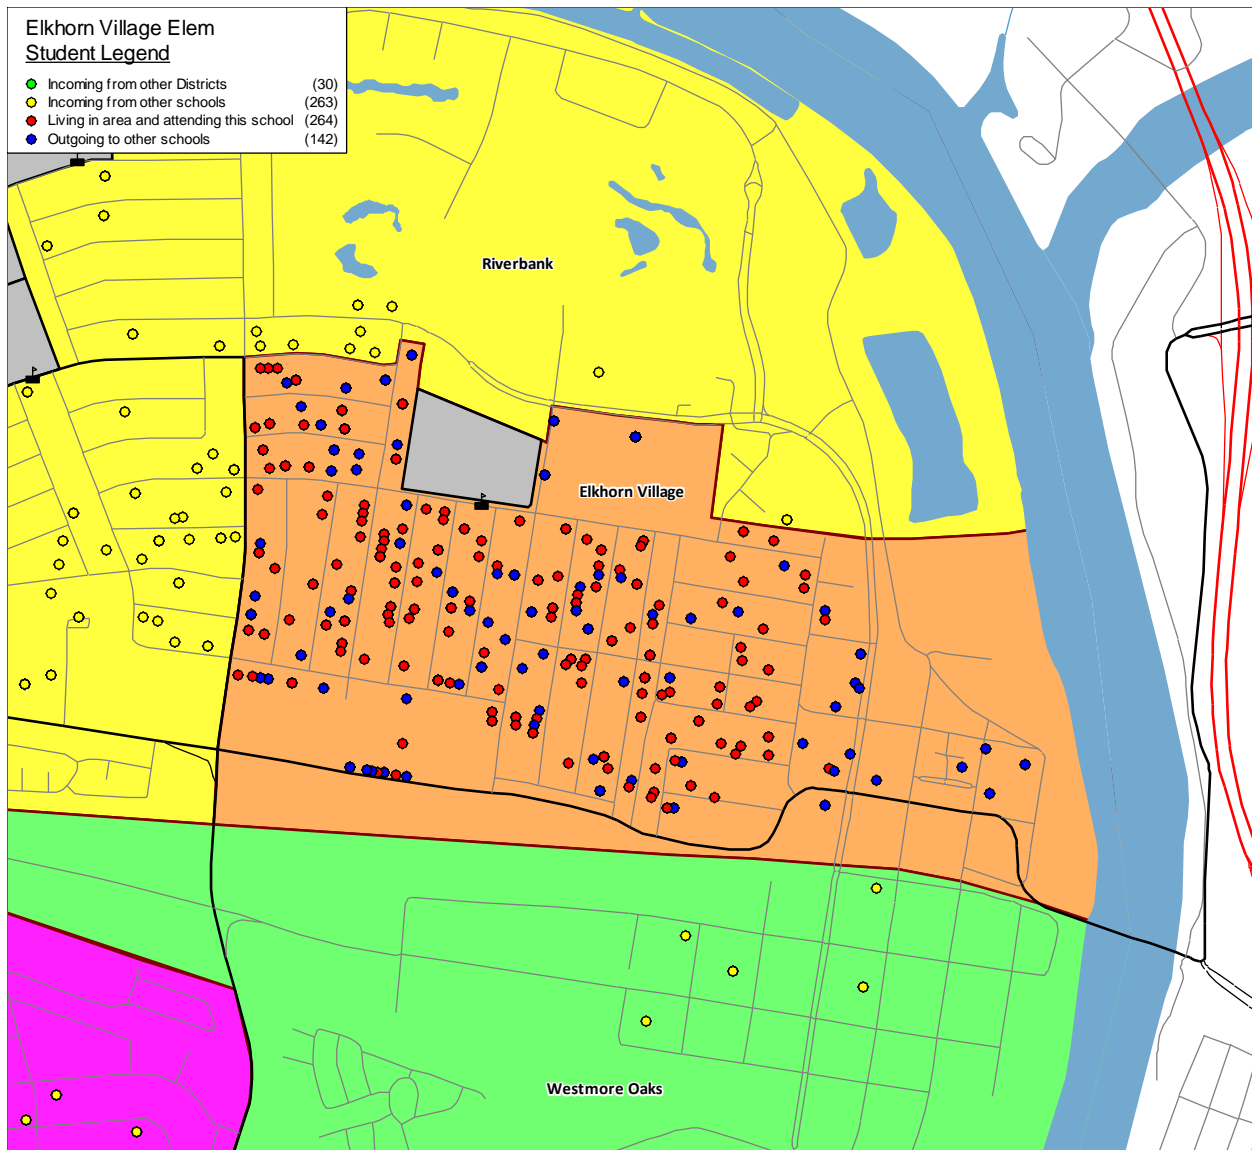 Elkhorn Village Elem
Student Legend
Incoming from other Districts (30)
Incoming from other schools (263)
Living in area and attending this school (264)
Outgoing to other schools (142)
Riverbank
Elkhorn Village
Westmore Oaks